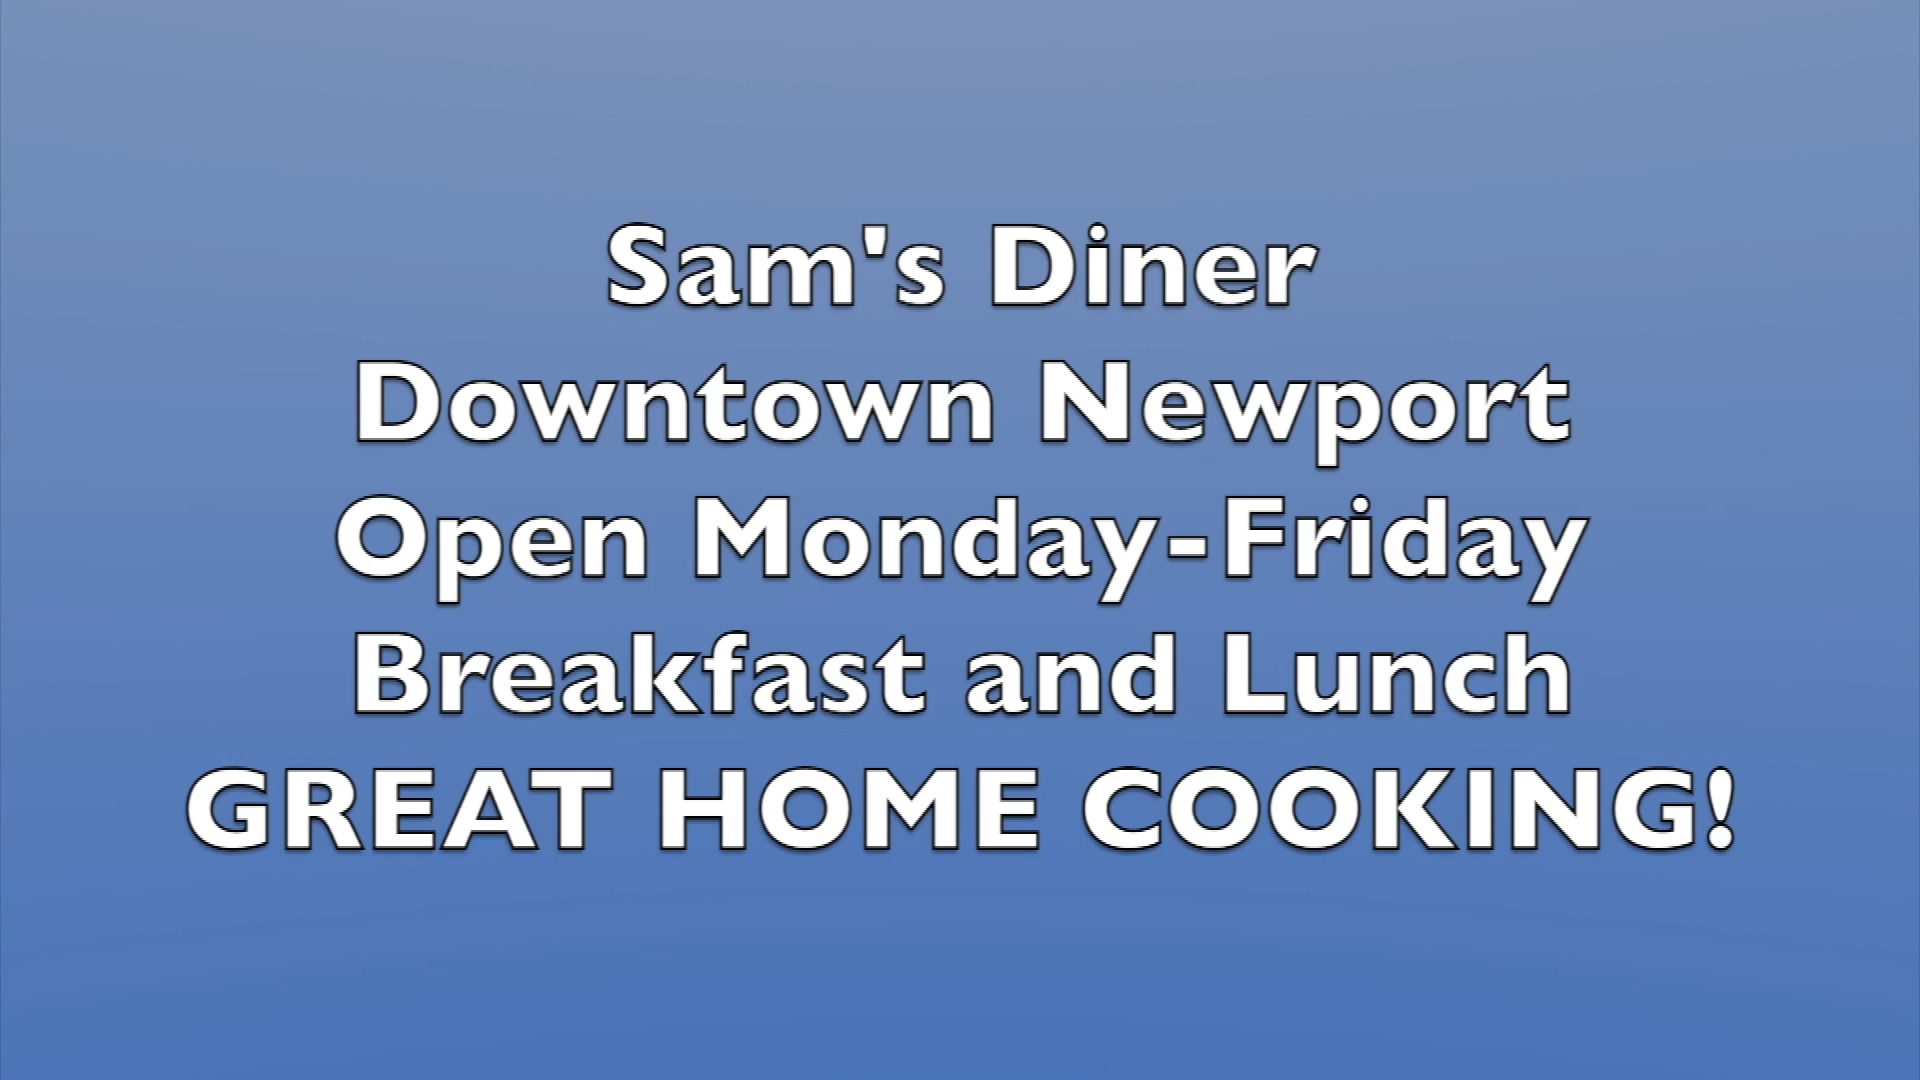 Sam's Diner
Downtown Newport
Open Monday-Friday
Breakfast and Lunch
GREAT HOME COOKING!